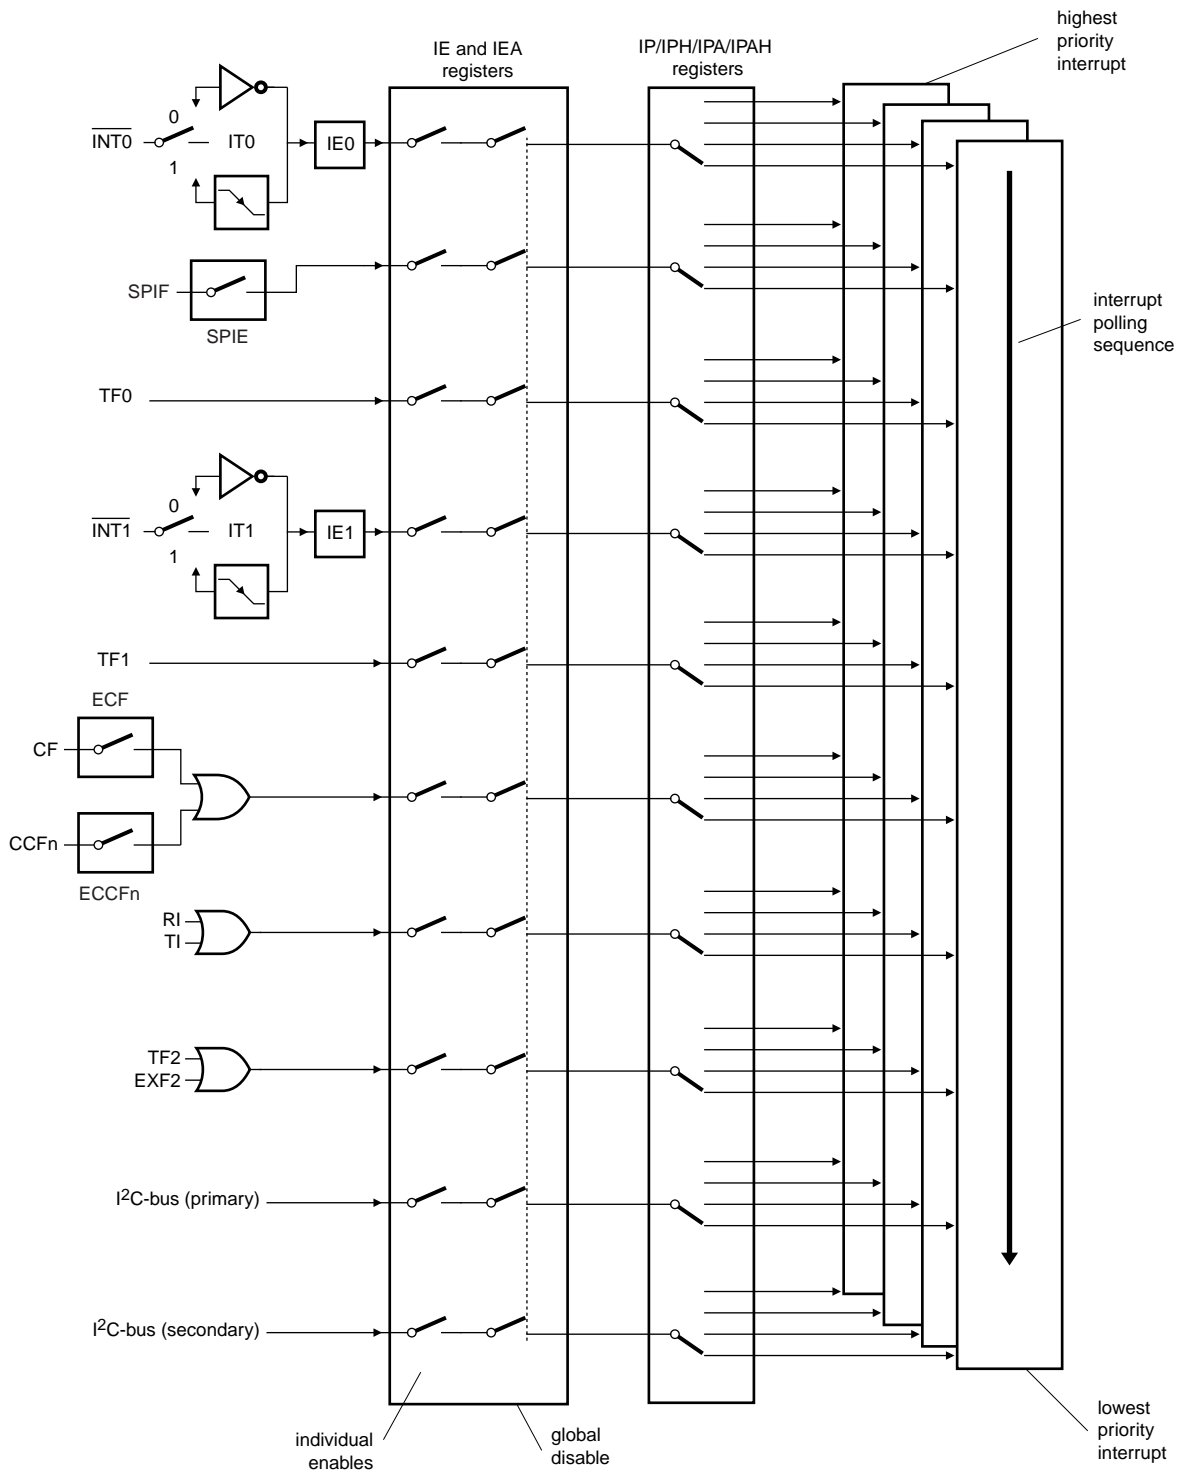 highest
priority
interrupt
IE and IEA
registers
IP/IPH/IPA/IPAH
registers
INT0
0
1
IT0
IE0
SPIF
SPIE
interrupt
polling
sequence
TF0
INT1
0
1
IT1
IE1
TF1
ECF
CF
CCFn
ECCFn
RI
TI
TF2
EXF2
I²C-bus (primary)
I²C-bus (secondary)
individual
enables
global
disable
lowest
priority
interrupt